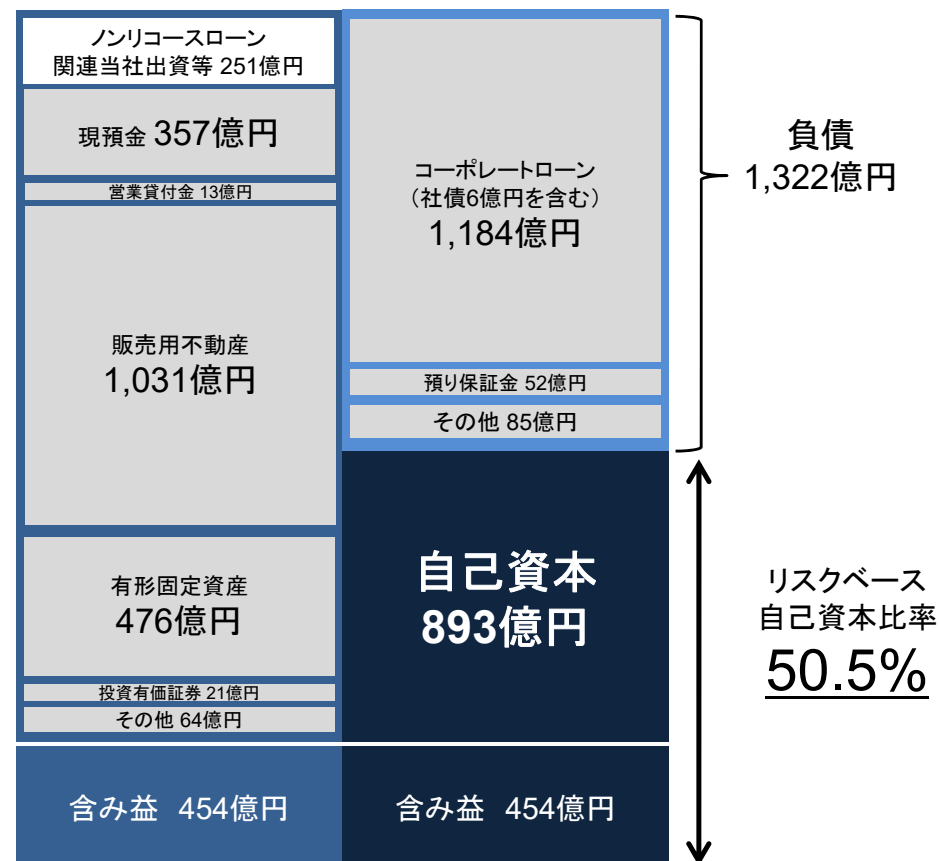 ノンリコースローン
関連当社出資等 251億円
現預金 357億円
営業貸付金 13億円
販売用不動産
1,031億円
有形固定資産
476億円
投資有価証券 21億円
その他 64億円
含み益 454億円
コーポレートローン
（社債6億円を含む）
1,184億円
預り保証金 52億円
その他 85億円
自己資本
893億円
含み益 454億円
負債
1,322億円
リスクベース
自己資本比率
50.5%